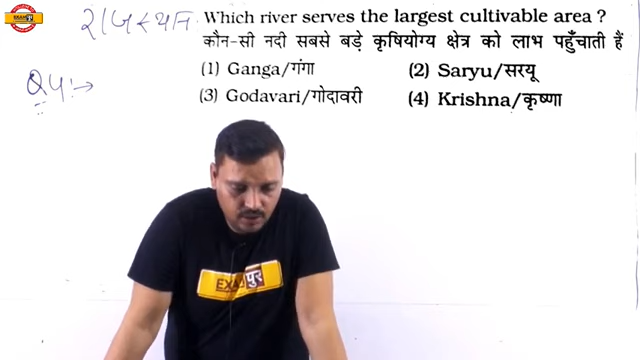 राजस्थान
Which river serves the largest cultivable area ?
कौन-सी नदी सबसे बड़े कृषियोग्य क्षेत्र को लाभ पहुँचाती हैं
(1) Ganga/गंगा
(2) Saryu/सरयू
(3) Godavari/गोदावरी
(4) Krishna/कृष्णा
EXAMपुर